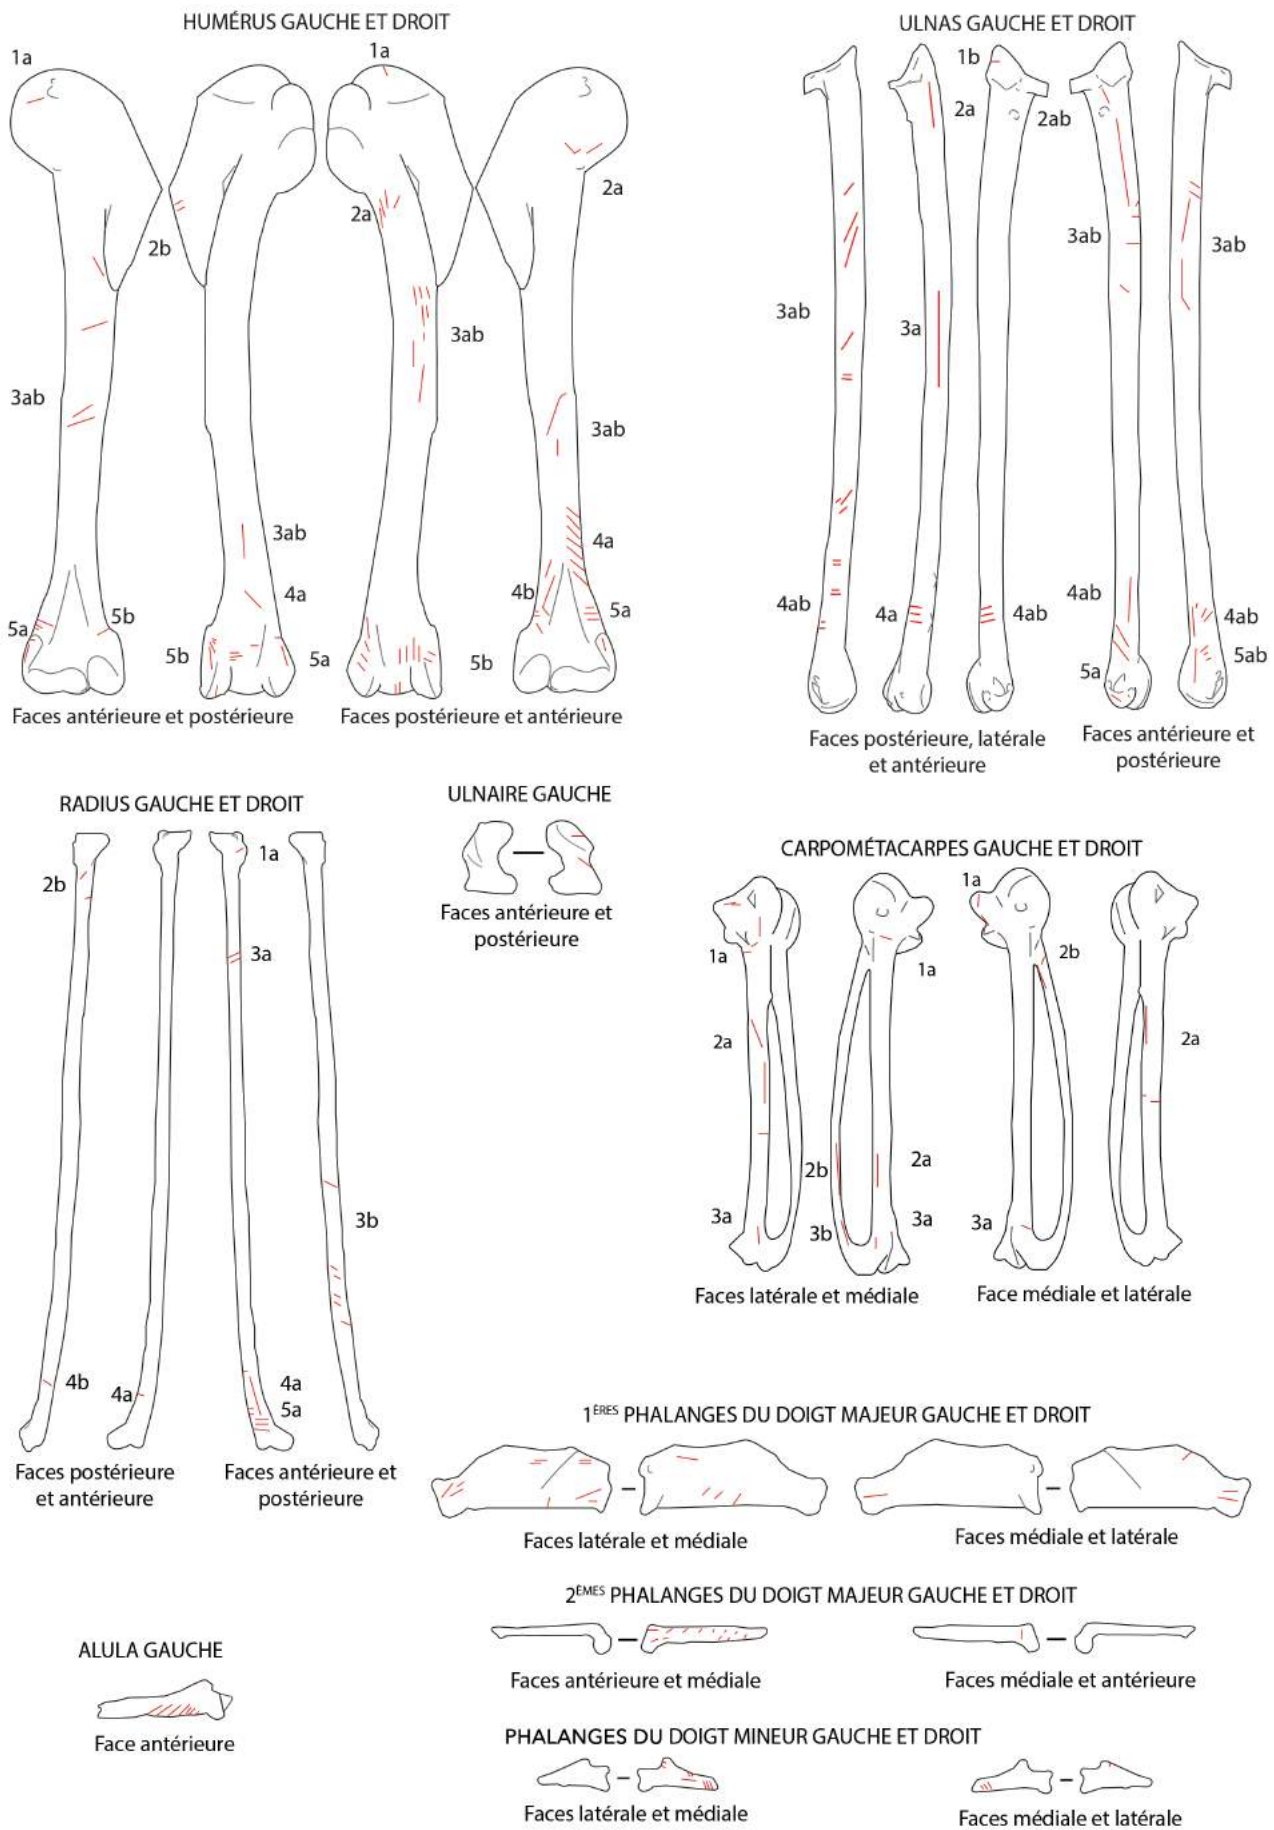 HUMÉRUS GAUCHE ET DROIT
1a
1a
2a
2a
2b
3ab
3ab
3ab
3ab
4a
4a
4b
5a
5b
5a
5b
5a
5b
Faces antérieure et postérieure
Faces postérieure et antérieure
ULNAS GAUCHE ET DROIT
1b
2a
2ab
3ab
3ab
3ab
3a
4ab
4ab
4a
4ab
4ab
5ab
5a
Faces postérieure, latérale
et antérieure
Faces antérieure et
postérieure
RADIUS GAUCHE ET DROIT
1a
2b
3a
3b
4b
4a
4a
5a
Faces postérieure
et antérieure
Faces antérieure et
postérieure
ULNAIRE GAUCHE
Faces antérieure et
postérieure
CARPOMÉTACARPES GAUCHE ET DROIT
1a
1a
1a
2b
2a
2a
2b
2a
3a
3b
3a
3a
Faces latérale et médiale
Face médiale et latérale
1ÈRES PHALANGES DU DOIGT MAJEUR GAUCHE ET DROIT
Faces latérale et médiale
Faces médiale et latérale
2ÈMES PHALANGES DU DOIGT MAJEUR GAUCHE ET DROIT
Faces antérieure et médiale
Faces médiale et antérieure
ALULA GAUCHE
Face antérieure
PHALANGES DU DOIGT MINEUR GAUCHE ET DROIT
Faces latérale et médiale
Faces médiale et latérale